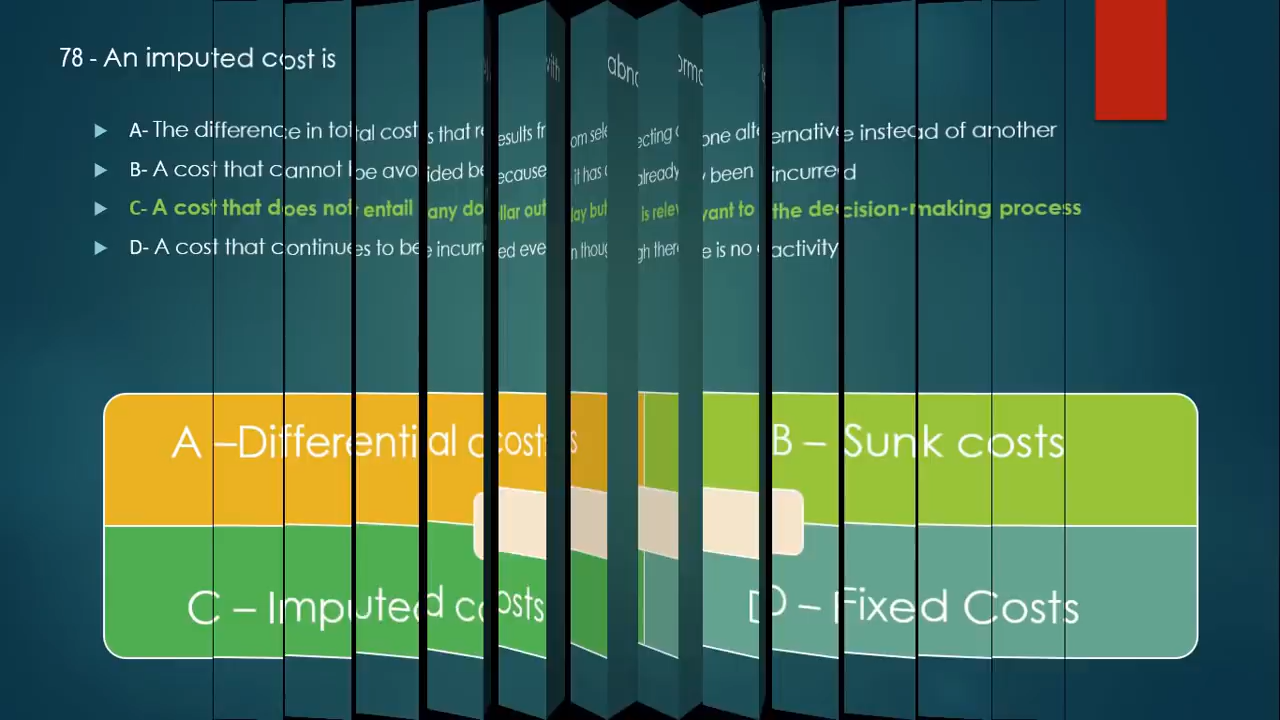 78 - An imputed cost is
A- The difference in total costs that results from selecting one alternative instead of another
B- A cost that cannot be avoided because it has already been incurred
C- A cost that does not entail any dollar outlay but is relevant to the decision-making process
D- A cost that continues to be incurred even though there is no activity
A –Differential costs
B – Sunk costs
C – Imputed costs
D – Fixed Costs